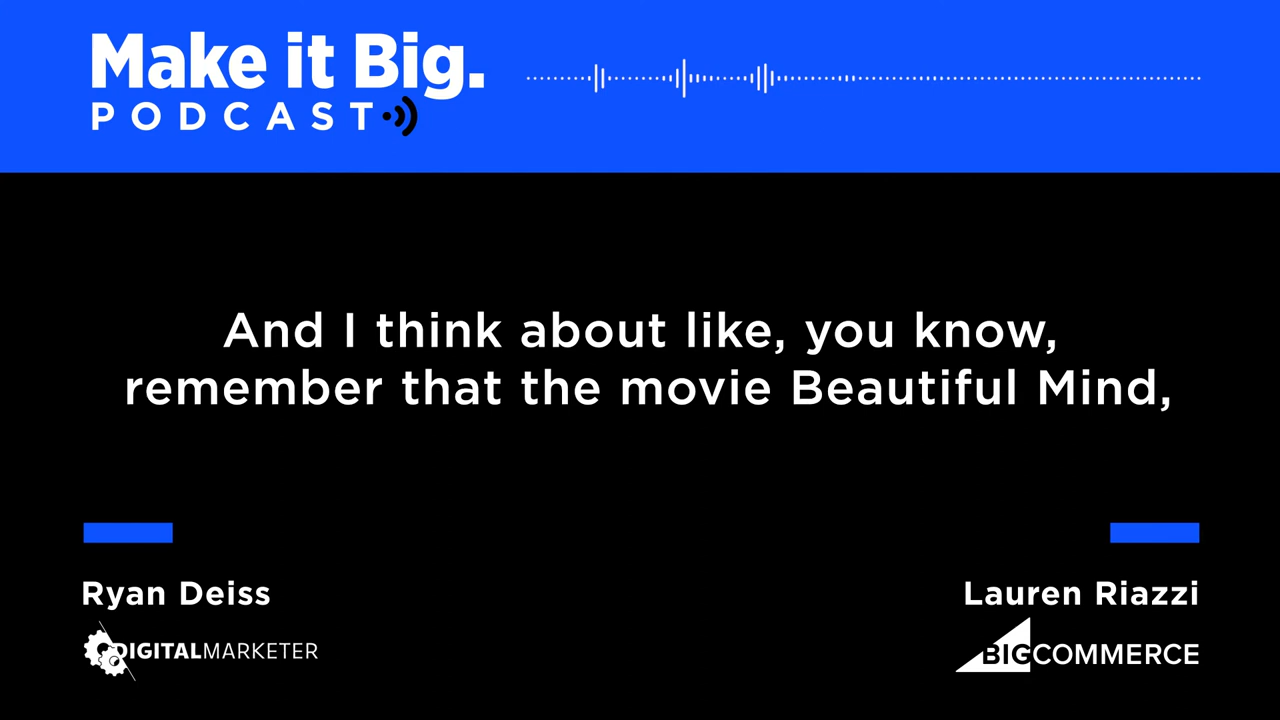 Make it Big.
PODCAST
And I think about like, you know,
remember that the movie Beautiful Mind,
Ryan Deiss
DIGITALMARKETER
Lauren Riazzi
BIGCOMMERCE